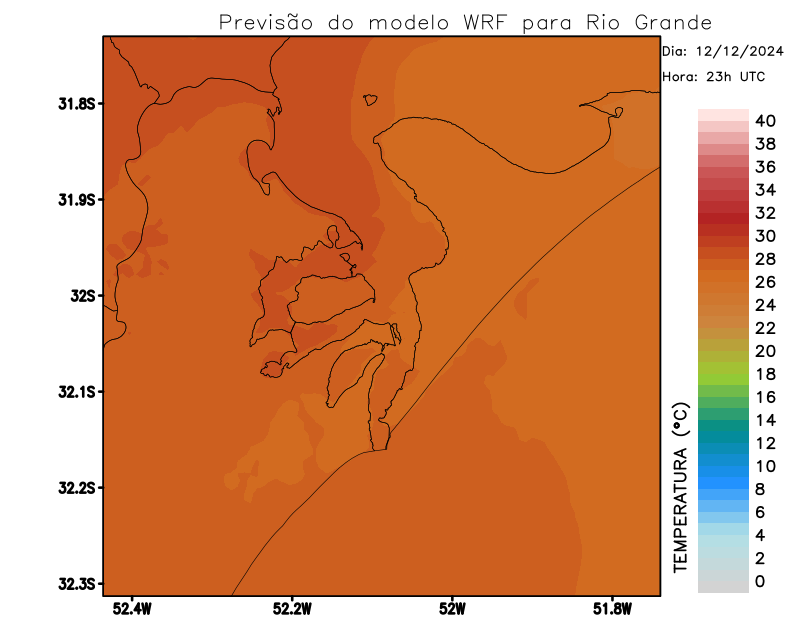 Previsão do modelo WRF para Rio Grande
Dia: 12/12/2024
Hora: 23h UTC
31.8S
31.9S
32S
32.1S
32.2S
32.3S
52.4W
52.2W
52W
51.8W
TEMPERATURA (°C)
40
38
36
34
32
30
28
26
24
22
20
18
16
14
12
10
8
6
4
2
0